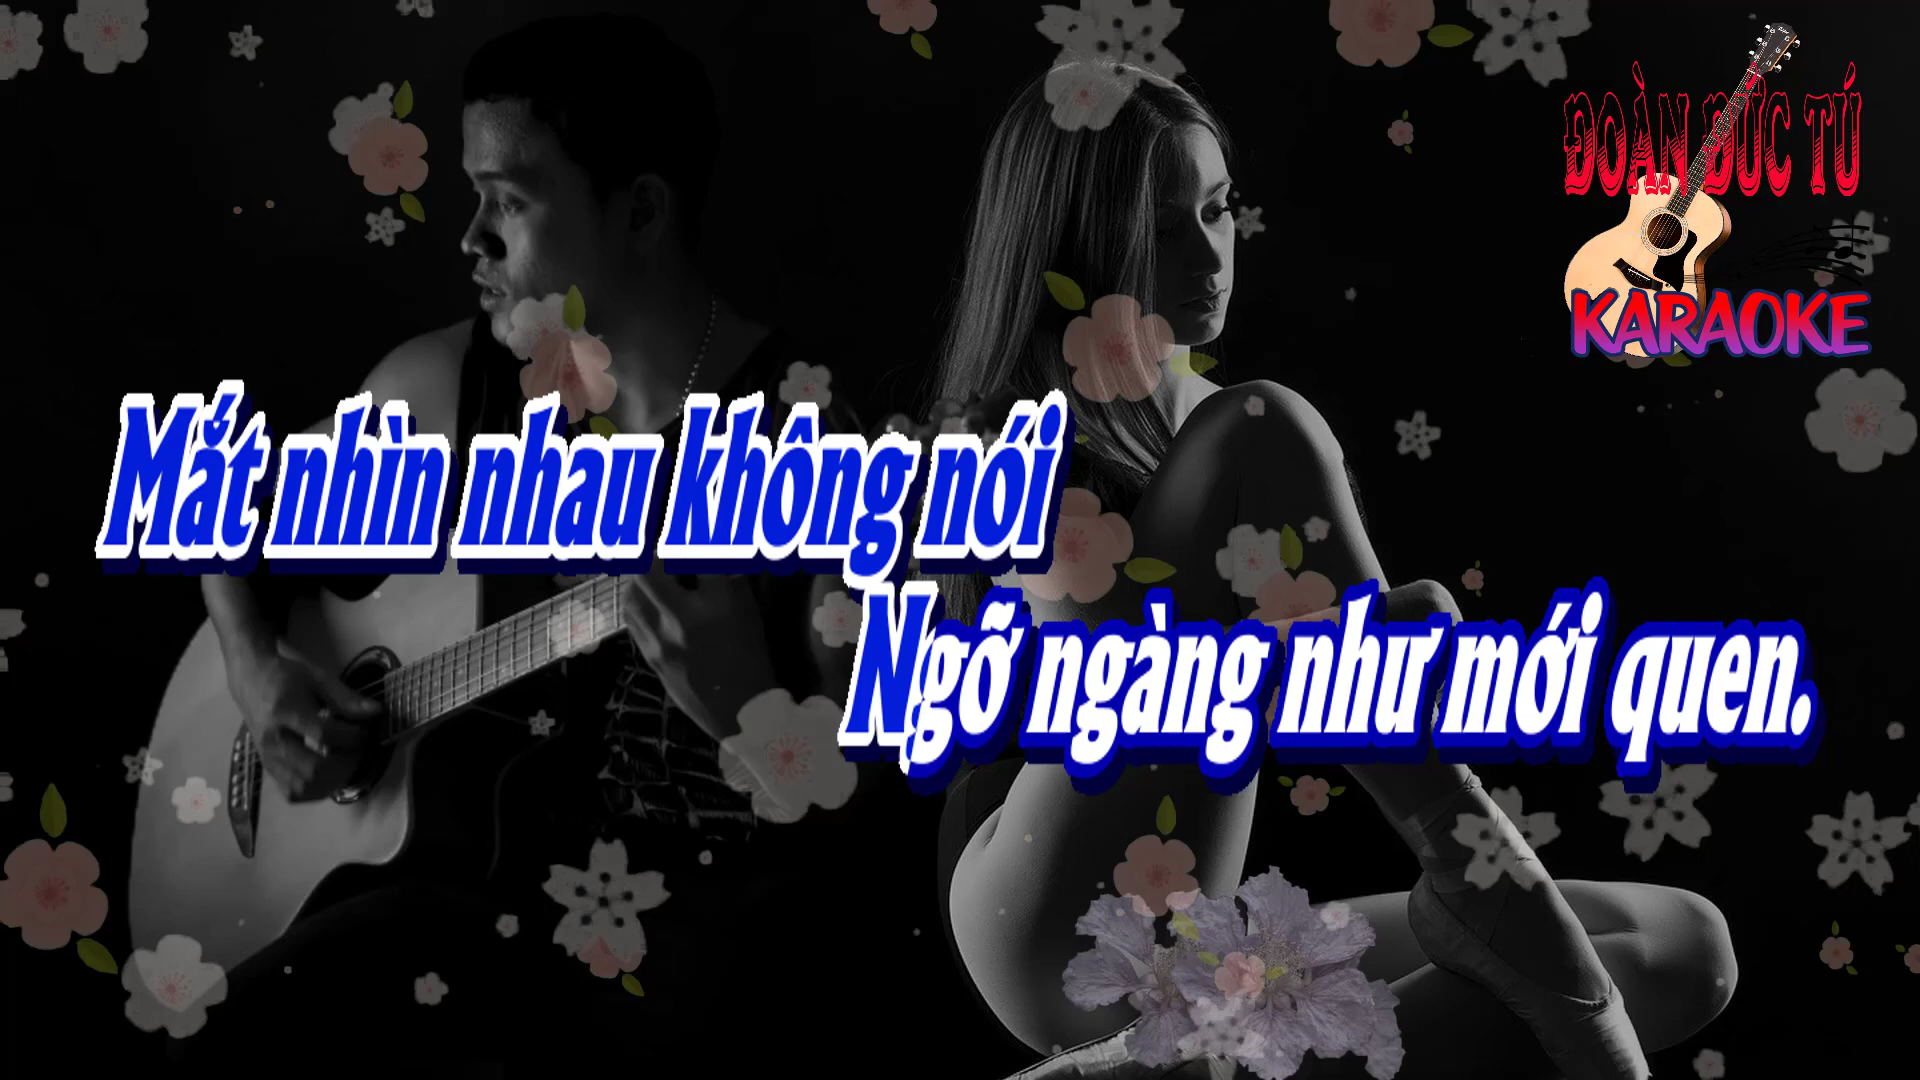 ĐOÀN ĐỨC TÚ
KARAOKE
Mắt nhìn nhau không nói
Ngỡ ngàng như mới quen.